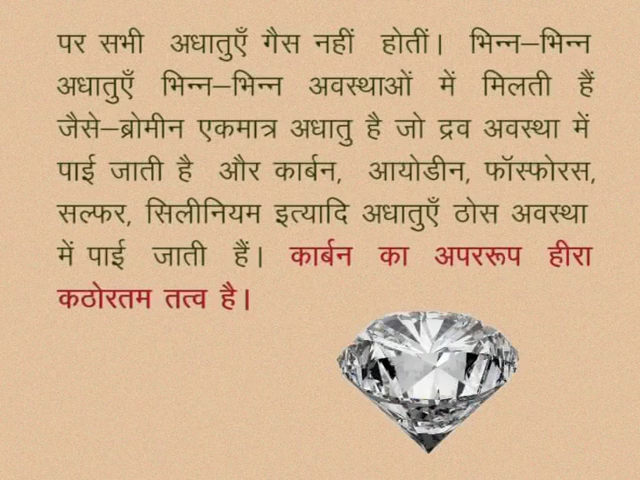 पर सभी अधातुएँ गैस नहीं होतीं। भिन्न–भिन्न
अधातुएँ भिन्न–भिन्न अवस्थाओं में मिलती हैं
जैसे–ब्रोमीन एकमात्र अधातु है जो द्रव अवस्था में
पाई जाती है और कार्बन, आयोडीन, फॉस्फोरस,
सल्फर, सिलीनियम इत्यादि अधातुएँ ठोस अवस्था
में पाई जाती हैं। कार्बन का अपररूप हीरा
कठोरतम तत्व है।